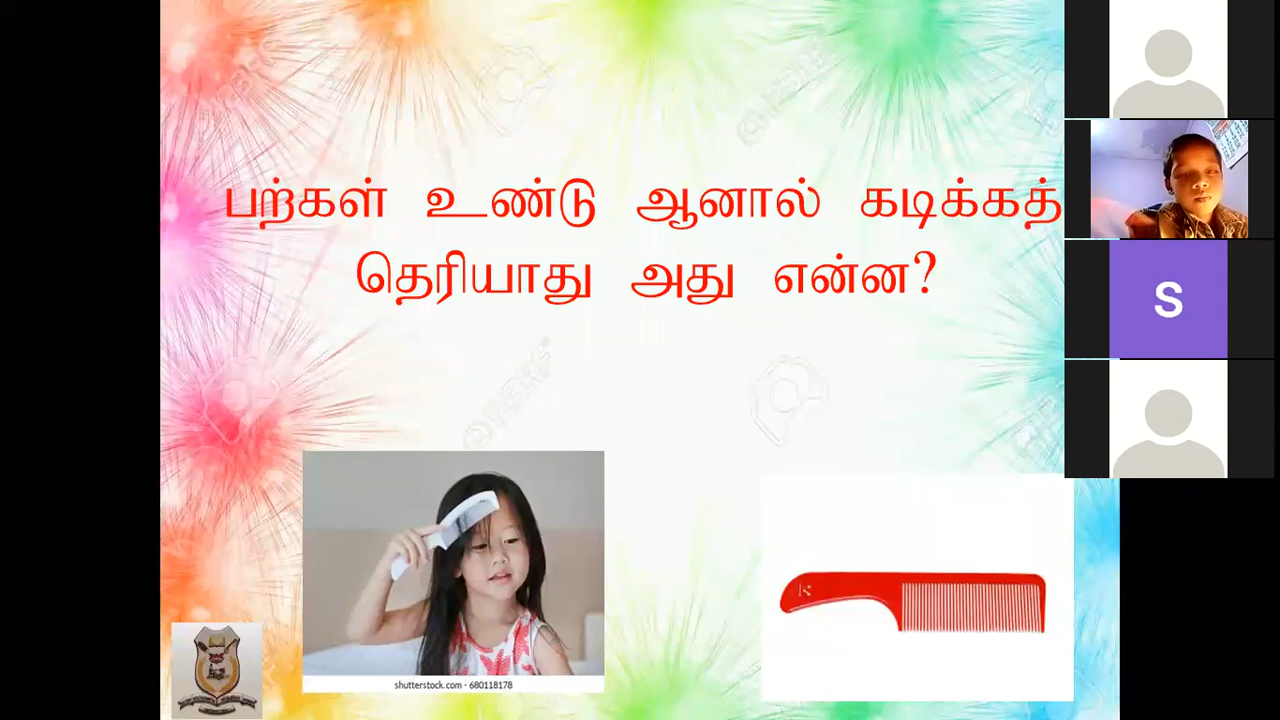 பற்கள் உண்டு ஆனால் கடிக்கத்
தெரியாது அது என்ன?
S
shutterstock.com · 680118178